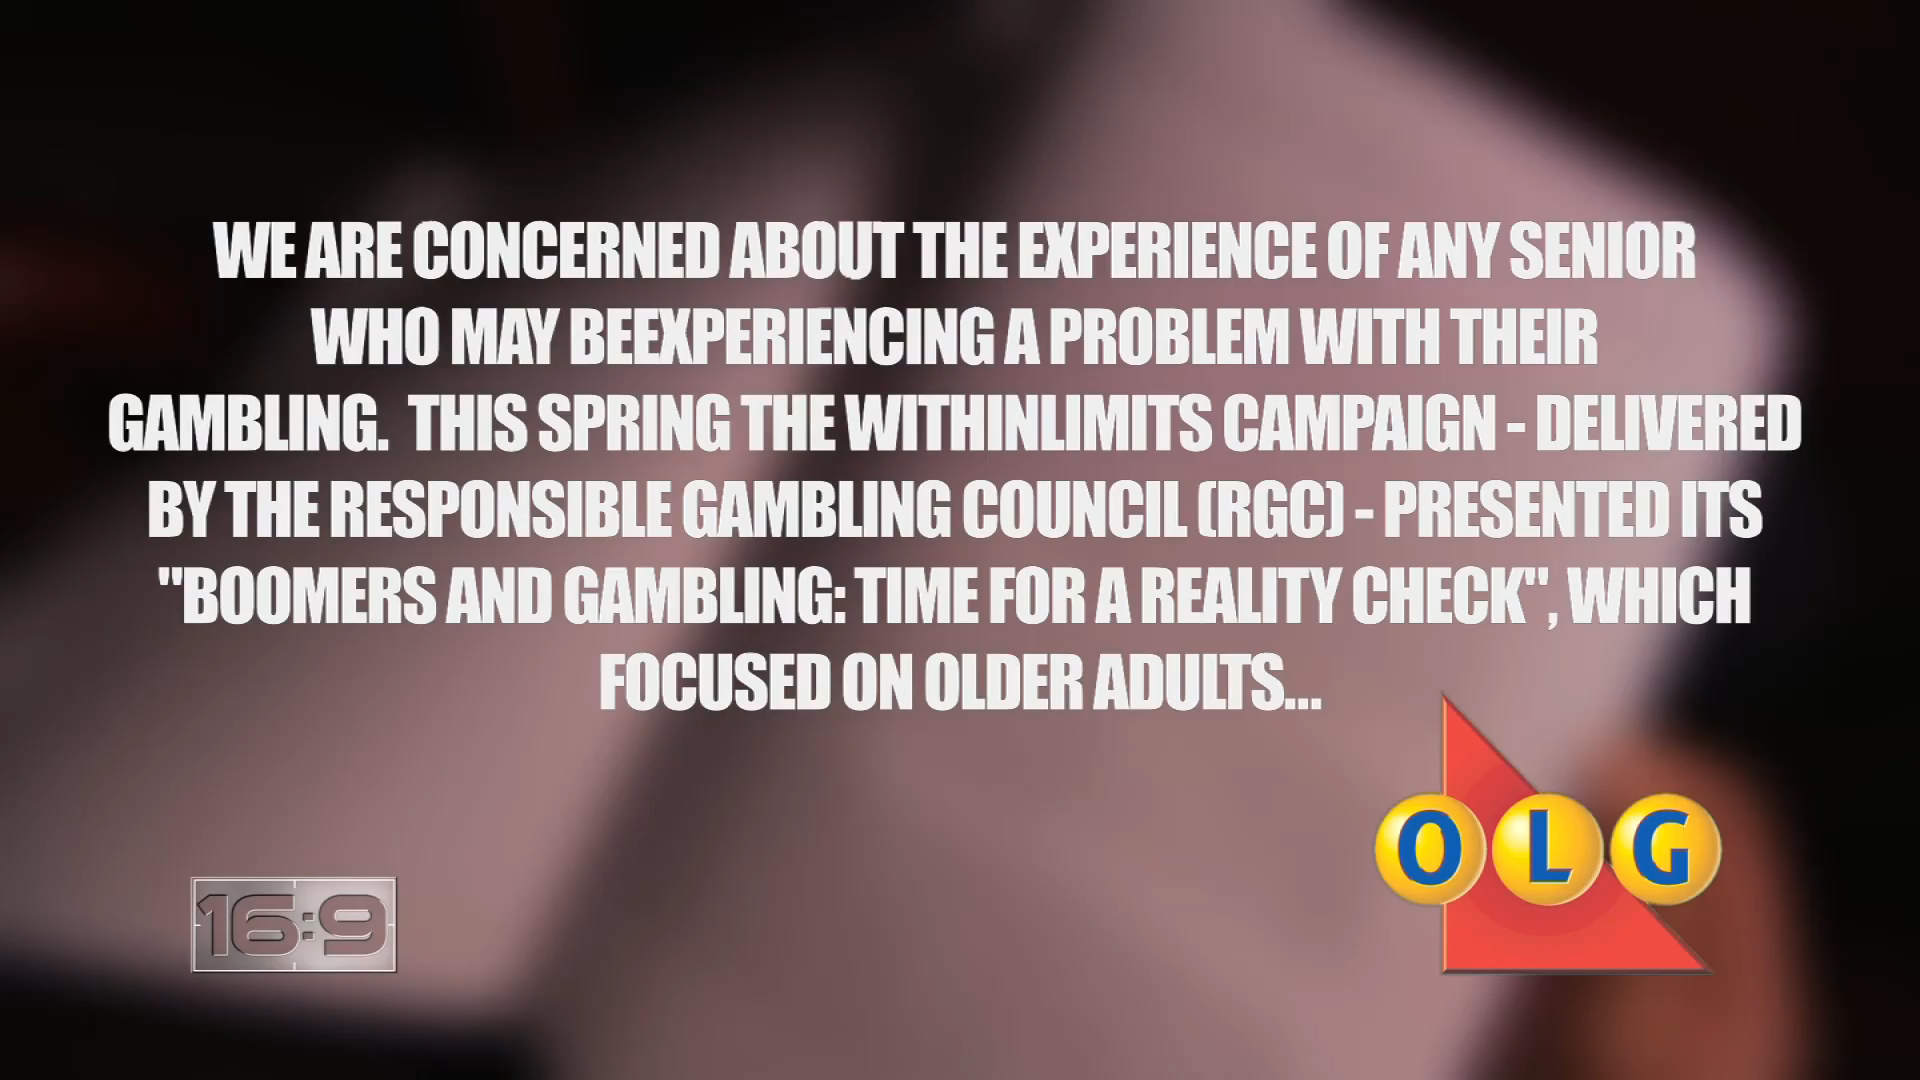 WE ARE CONCERNED ABOUT THE EXPERIENCE OF ANY SENIOR
WHO MAY BEEXPERIENCING A PROBLEM WITH THEIR
GAMBLING.  THIS SPRING THE WITHINLIMITS CAMPAIGN - DELIVERED
BY THE RESPONSIBLE GAMBLING COUNCIL (RGC) - PRESENTED ITS
"BOOMERS AND GAMBLING: TIME FOR A REALITY CHECK", WHICH
FOCUSED ON OLDER ADULTS...
OLG
16:9